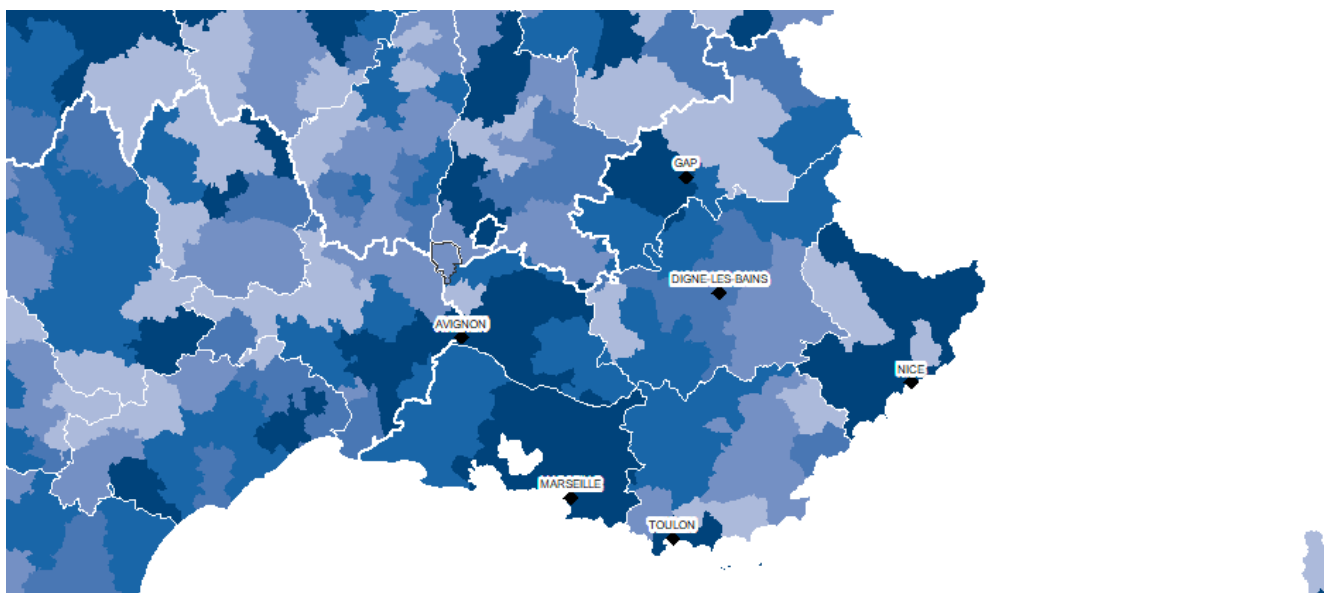 GAP
DIGNE-LES-BAINS
AVIGNON
NICE
MARSEILLE
TOULON